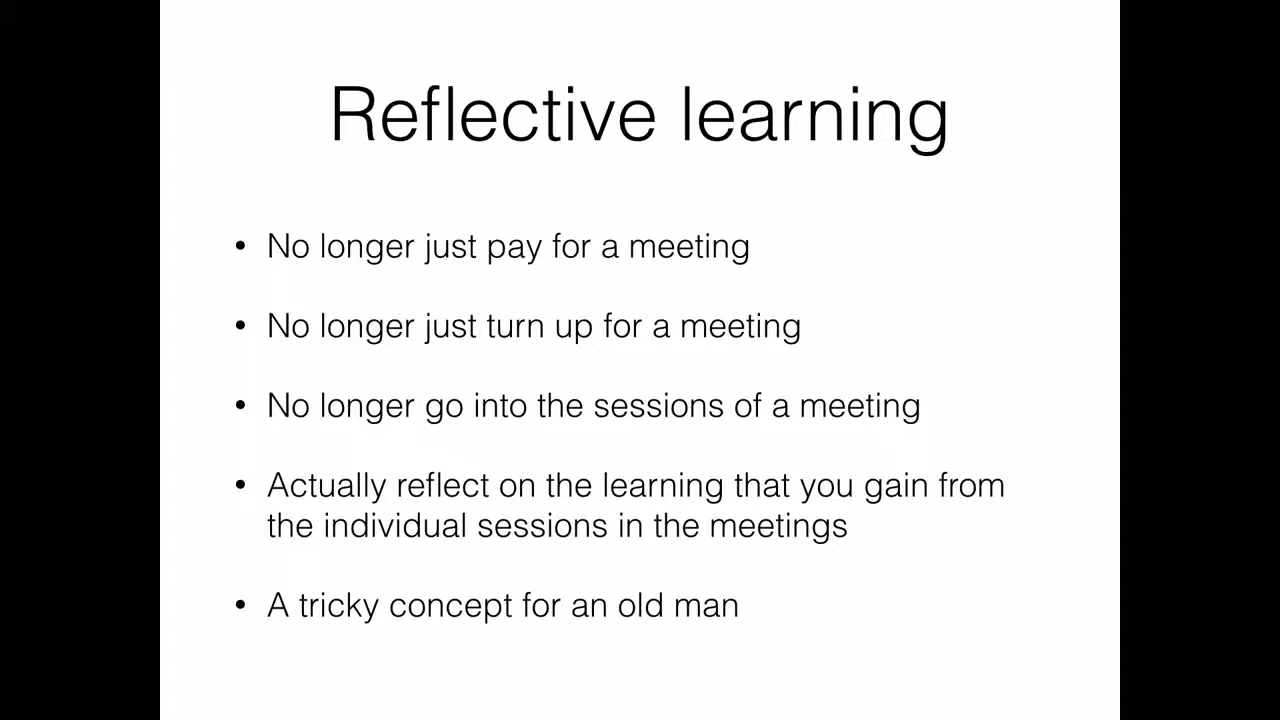 Reflective learning
• No longer just pay for a meeting
• No longer just turn up for a meeting
• No longer go into the sessions of a meeting
• Actually reflect on the learning that you gain from
the individual sessions in the meetings
• A tricky concept for an old man